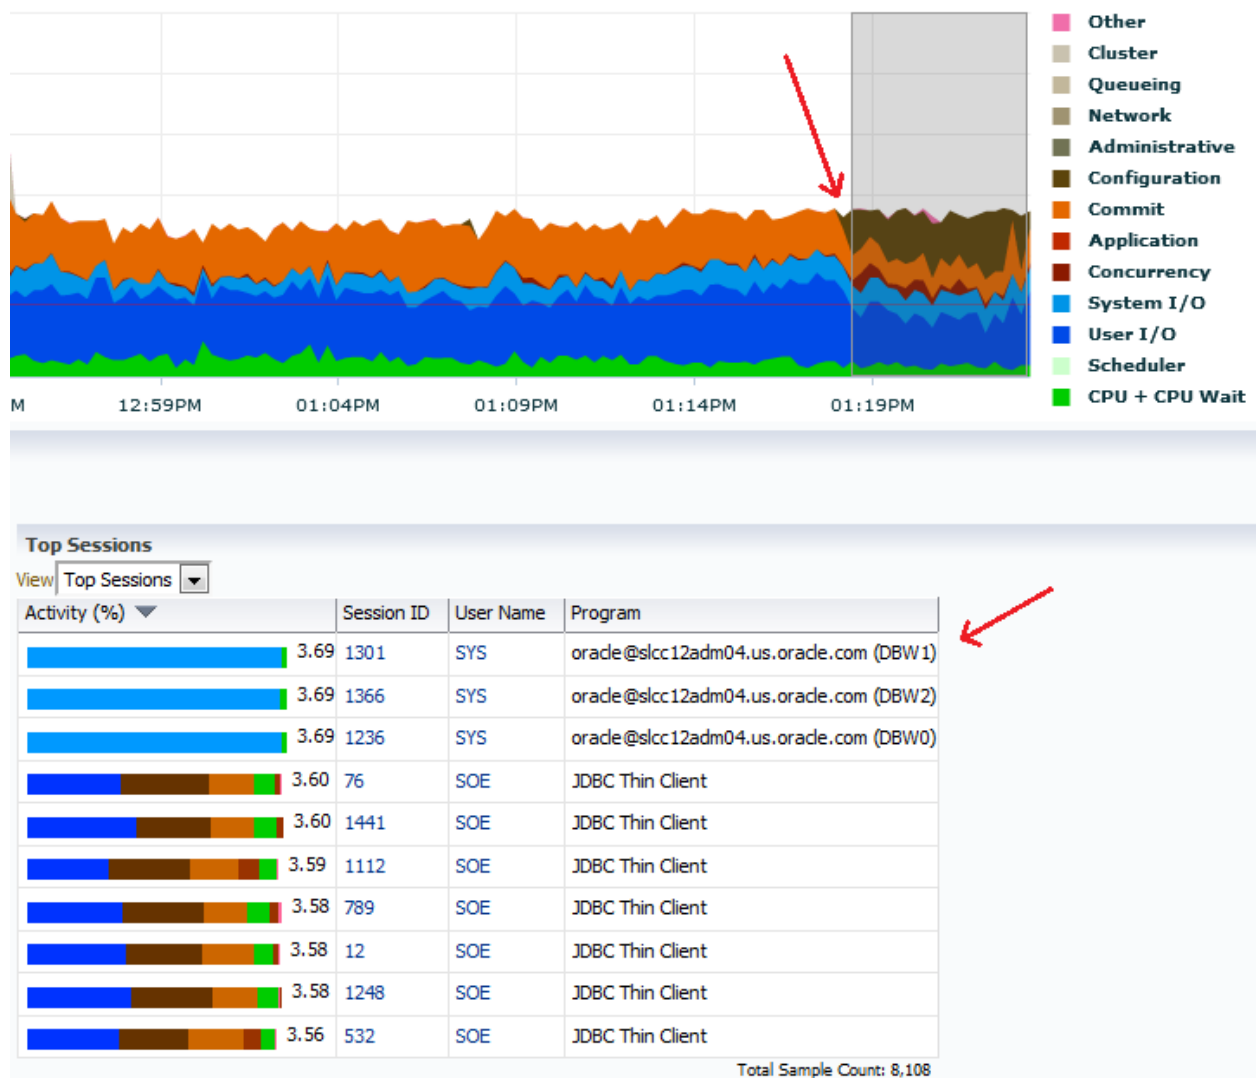 Other
Cluster
Queueing
Network
Administrative
Configuration
Commit
Application
Concurrency
System I/O
User I/O
Scheduler
CPU + CPU Wait
M 12:59PM 01:04PM 01:09PM 01:14PM 01:19PM
Top Sessions
View Top Sessions
Activity (%) Session ID User Name Program
3.69 1301 SYS oracle@slcc12adm04.us.oracle.com (DBW1)
3.69 1366 SYS oracle@slcc12adm04.us.oracle.com (DBW2)
3.69 1236 SYS oracle@slcc12adm04.us.oracle.com (DBW0)
3.60 76 SOE JDBC Thin Client
3.60 1441 SOE JDBC Thin Client
3.59 1112 SOE JDBC Thin Client
3.58 789 SOE JDBC Thin Client
3.58 12 SOE JDBC Thin Client
3.58 1248 SOE JDBC Thin Client
3.56 532 SOE JDBC Thin Client
Total Sample Count: 8,108